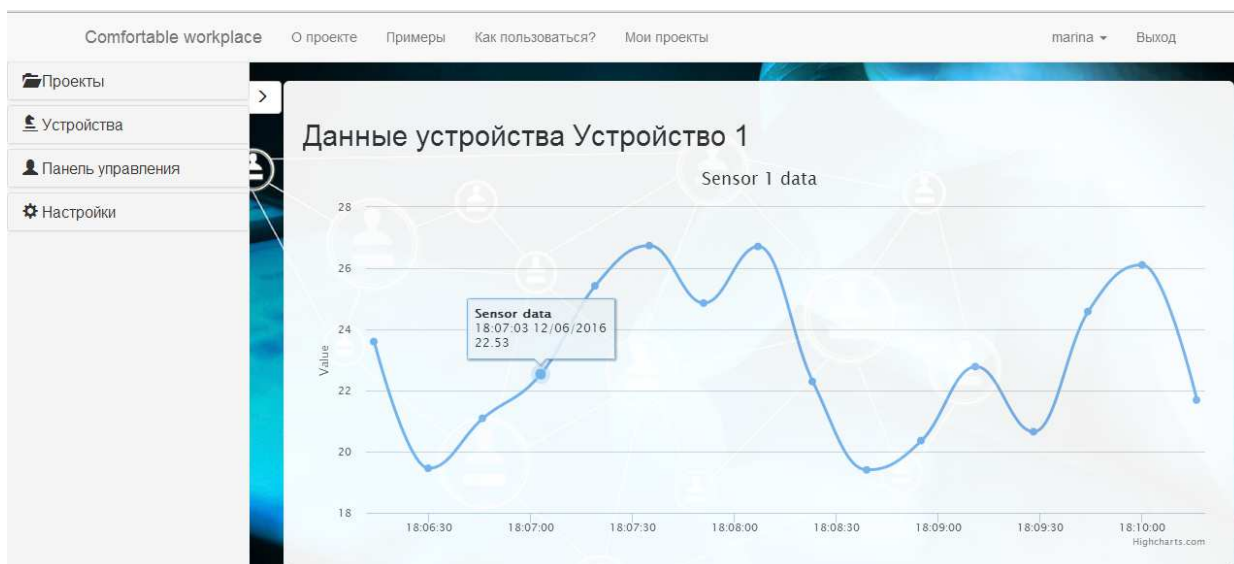 Comfortable workplace О проекте Примеры Как пользоваться? Мои проекты marina Выход
Проекты
Устройства
Панель управления
Настройки
Данные устройства Устройство 1
Sensor 1 data
28
26
24
22
20
18
Value
Sensor data
18:07:03 12/06/2016
22.53
18:06:30 18:07:00 18:07:30 18:08:00 18:08:30 18:09:00 18:09:30 18:10:00
Highcharts.com